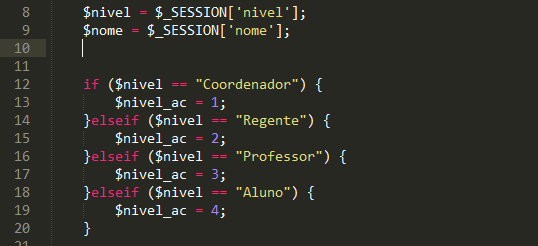 8 $nivel = $_SESSION['nivel'];
9 $nome = $_SESSION['nome'];
10
11
12 if ($nivel == "Coordenador") {
13 $nivel_ac = 1;
14 }elseif ($nivel == "Regente") {
15 $nivel_ac = 2;
16 }elseif ($nivel == "Professor") {
17 $nivel_ac = 3;
18 }elseif ($nivel == "Aluno") {
19 $nivel_ac = 4;
20 }